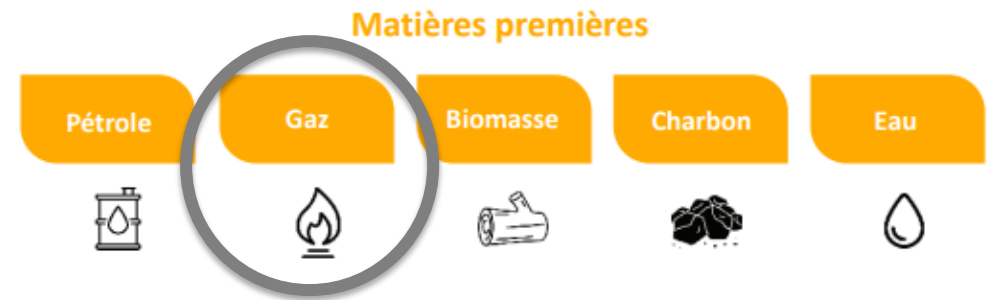 Matières premières
Pétrole
Gaz
Biomasse
Charbon
Eau